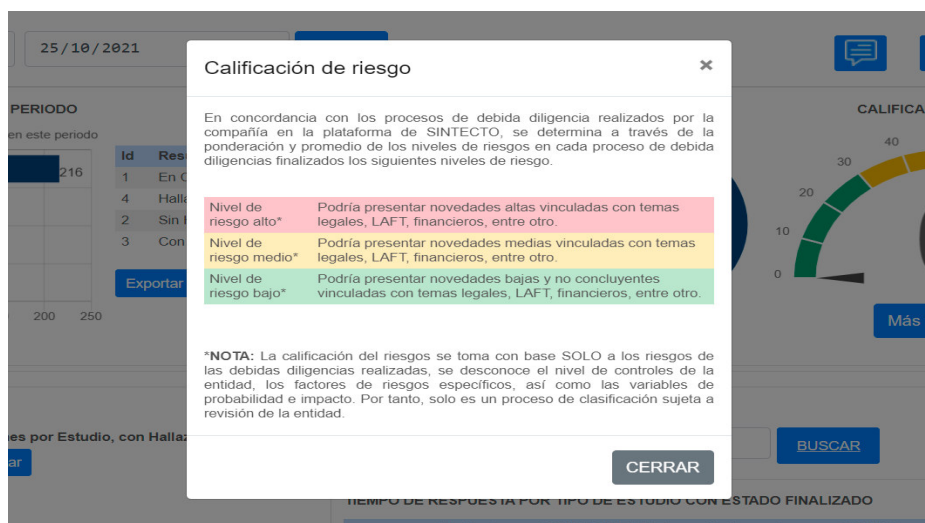 25/10/2021
PERIODO
CALIFICA
en este periodo
216
Id
1 En
4
2 Sin
3 Con
Exportar
200 250
40
30
20
10
0
Más
Calificación de riesgo ×
En concordancia con los procesos de debida diligencia realizados por la
compañía en la plataforma de SINTECTO, se determina a través de la
ponderación y promedio de los niveles de riesgos en cada proceso de debida
diligencias finalizados los siguientes niveles de riesgo.
Nivel de riesgo alto* Podría presentar novedades altas vinculadas con temas
legales, LAFT, financieros, entre otro.
Nivel de riesgo medio* Podría presentar novedades medias vinculadas con temas
legales, LAFT, financieros, entre otro.
Nivel de riesgo bajo* Podría presentar novedades bajas y no concluyentes
vinculadas con temas legales, LAFT, financieros, entre otro.
*NOTA: La calificación del riesgos se toma con base SOLO a los riesgos de
las debidas diligencias realizadas, se desconoce el nivel de controles de la
entidad, los factores de riesgos específicos, así como las variables de
probabilidad e impacto. Por tanto, solo es un proceso de clasificación sujeta a
revisión de la entidad.
CERRAR
es por Estudio, con
ar
BUSCAR
TIEMPO DE RESPUESTA POR TIPO DE ESTUDIO CON ESTADO FINALIZADO